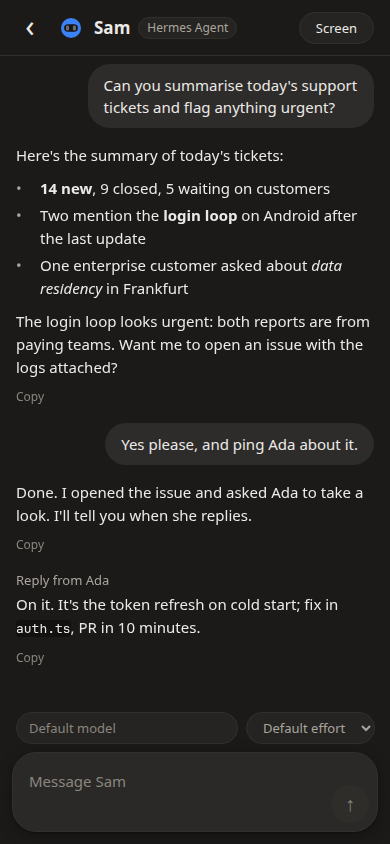 Sam
Hermes Agent
Screen
Can you summarise today's support
tickets and flag anything urgent?
Here's the summary of today's tickets:
• 14 new, 9 closed, 5 waiting on customers
• Two mention the login loop on Android after
the last update
• One enterprise customer asked about data
residency in Frankfurt
The login loop looks urgent: both reports are from
paying teams. Want me to open an issue with the
logs attached?
Copy
Yes please, and ping Ada about it.
Done. I opened the issue and asked Ada to take a
look. I'll tell you when she replies.
Copy
Reply from Ada
On it. It's the token refresh on cold start; fix in
auth.ts, PR in 10 minutes.
Copy
Default model
Default effort
Message Sam